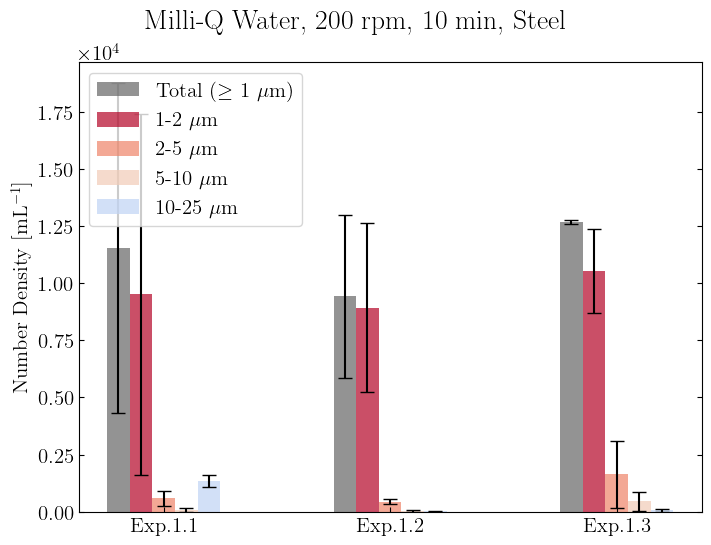 Milli-Q Water, 200 rpm, 10 min, Steel
×10⁴
Total (≥ 1 μm)
1-2 μm
2-5 μm
5-10 μm
10-25 μm
Number Density [mL⁻¹]
1.75
1.50
1.25
1.00
0.75
0.50
0.25
0.00
Exp.1.1
Exp.1.2
Exp.1.3